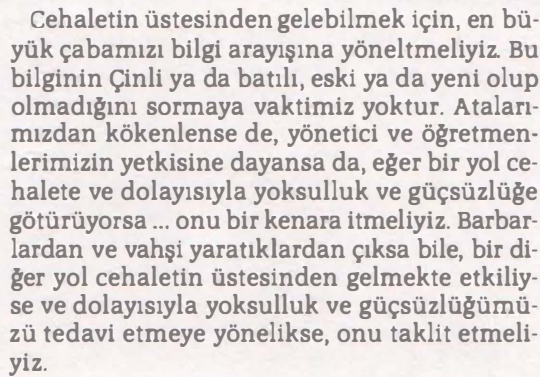 Cehaletin üstesinden gelebilmek için, en bü-
yük çabamızı bilgi arayışına yöneltmeliyiz. Bu
bilginin Çinli ya da batılı, eski ya da yeni olup
olmadığını sormaya vaktimiz yoktur. Ataları-
mızdan kökenlense de, yönetici ve öğretmen-
lerimizin yetkisine dayansa da, eğer bir yol ce-
halete ve dolayısıyla yoksulluk ve güçsüzlüğe
götürüyorsa ... onu bir kenara itmeliyiz. Barbar-
lardan ve vahşi yaratıklardan çıksa bile, bir di-
ğer yol cehaletin üstesinden gelmekte etkiliy-
se ve dolayısıyla yoksulluk ve güçsüzlüğümü-
zü tedavi etmeye yönelikse, onu taklit etmeli-
yiz.